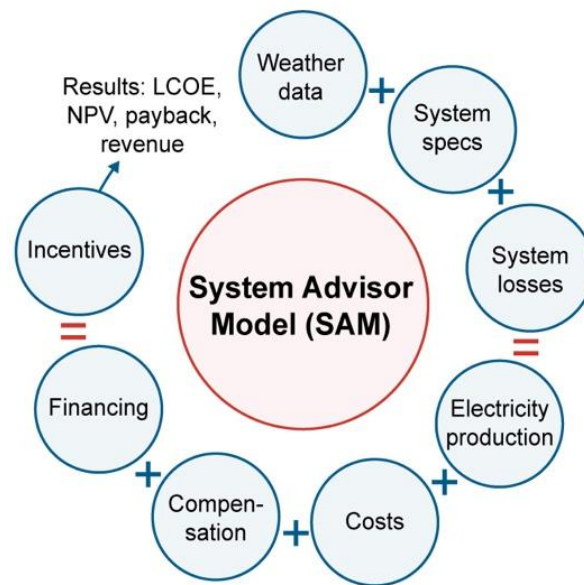 Results: LCOE,
NPV, payback,
revenue
Weather
data
+
System
specs
+
System
losses
=
Electricity
production
+
Costs
+
Compen-
sation
+
Financing
=
Incentives
System Advisor
Model (SAM)